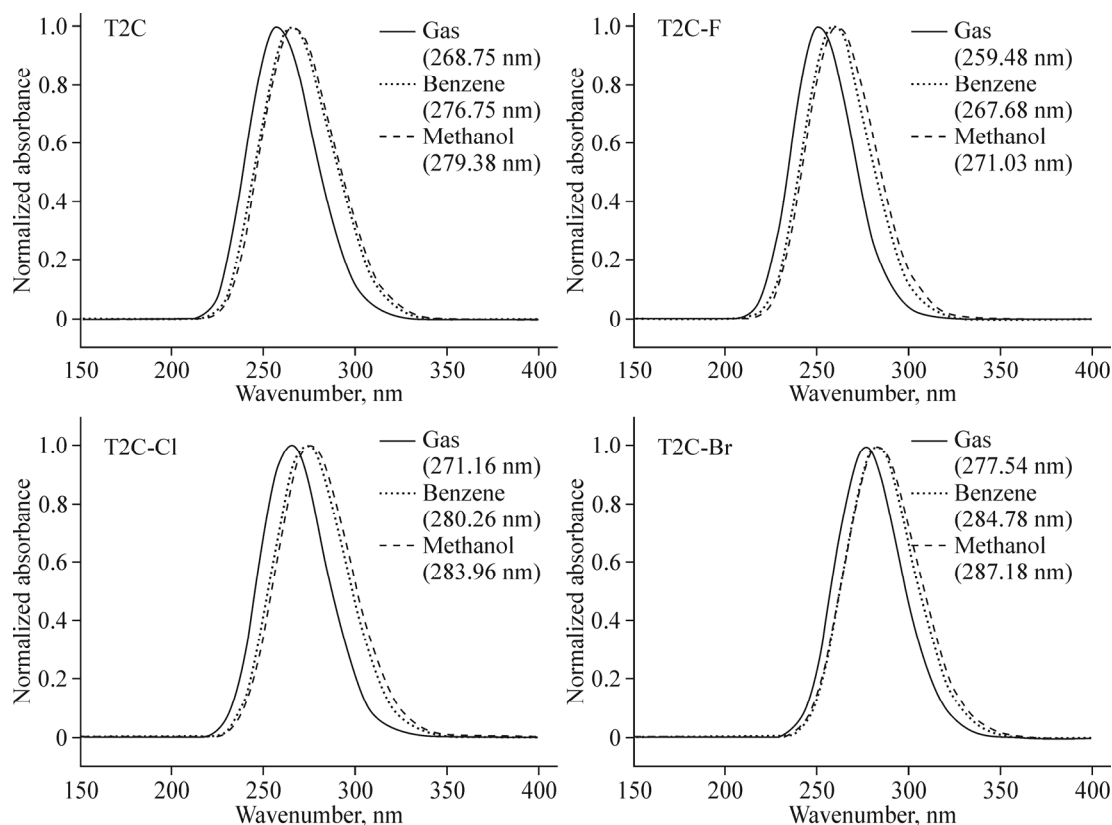 T2C
Gas
(268.75 nm)
Benzene
(276.75 nm)
Methanol
(279.38 nm)
Normalized absorbance
1.0
0.8
0.6
0.4
0.2
0
150 200 250 300 350 400
Wavenumber, nm
T2C-F
Gas
(259.48 nm)
Benzene
(267.68 nm)
Methanol
(271.03 nm)
Normalized absorbance
1.0
0.8
0.6
0.4
0.2
0
150 200 250 300 350 400
Wavenumber, nm
T2C-Cl
Gas
(271.16 nm)
Benzene
(280.26 nm)
Methanol
(283.96 nm)
Normalized absorbance
1.0
0.8
0.6
0.4
0.2
0
150 200 250 300 350 400
Wavenumber, nm
T2C-Br
Gas
(277.54 nm)
Benzene
(284.78 nm)
Methanol
(287.18 nm)
Normalized absorbance
1.0
0.8
0.6
0.4
0.2
0
150 200 250 300 350 400
Wavenumber, nm